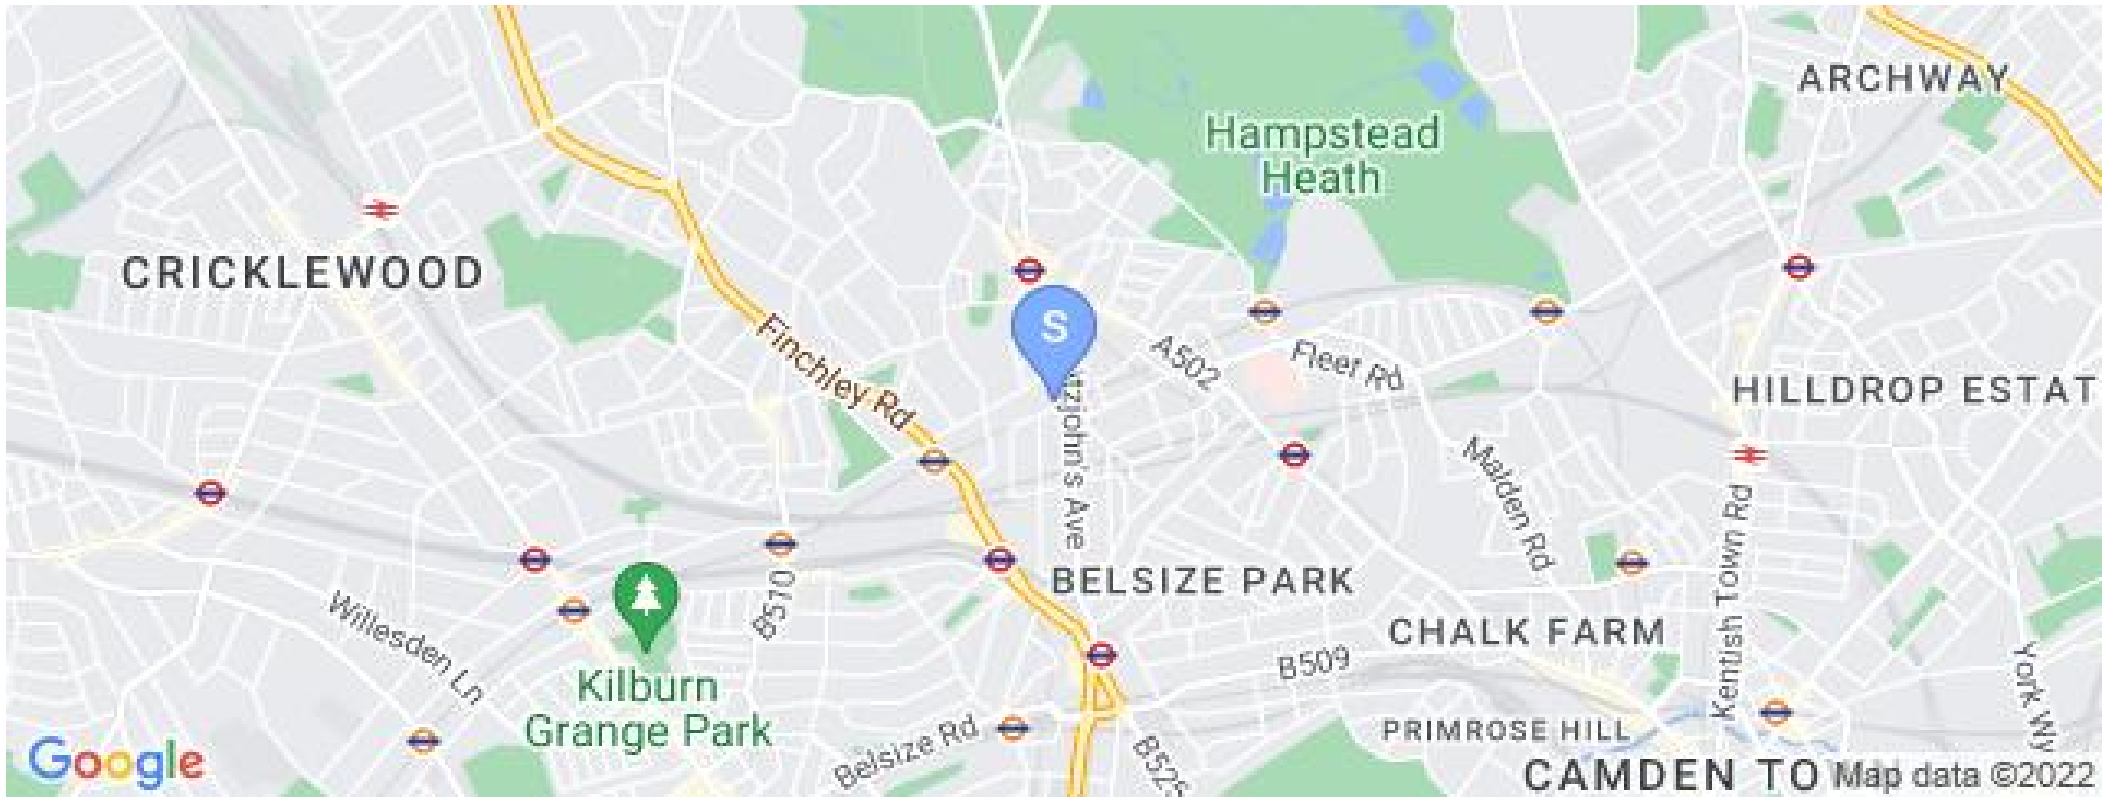 ARCHWAY
Hampstead
Heath
CRICKLEWOOD
S
Finchley Rd
A502
Fleet Rd
HILLDROP ESTAT
tzjohn's Ave
Malden Rd
Kentish Town Rd
BELSIZE PARK
B510
Willesden Ln
CHALK FARM
B509
Kilburn
Grange Park
York Wy
PRIMROSE HILL
Belsize Rd
B525
Google
CAMDEN TO
Map data ©2022